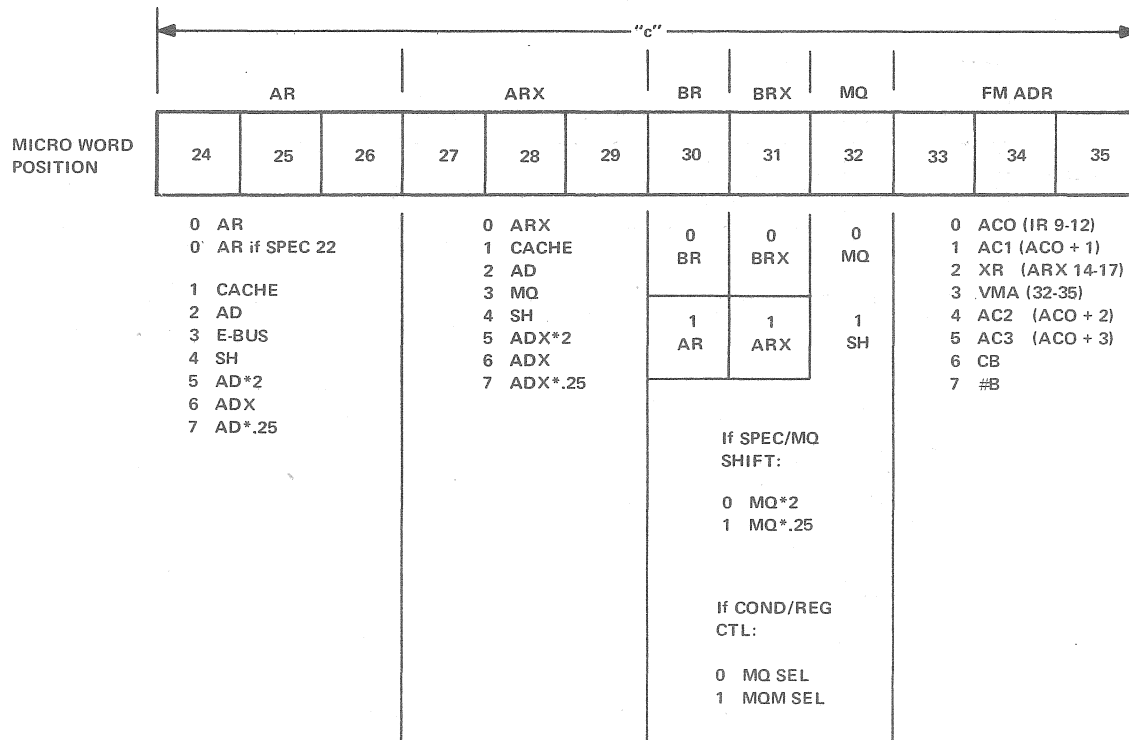 "c"
AR ARX BR BRX MQ FM ADR
MICRO WORD
POSITION
24 25 26 27 28 29 30 31 32 33 34 35
0 AR
0 AR if SPEC 22
1 CACHE
2 AD
3 E-BUS
4 SH
5 AD*2
6 ADX
7 AD*.25
0 ARX
1 CACHE
2 AD
3 MQ
4 SH
5 ADX*2
6 ADX
7 ADX*.25
0 0 0
BR BRX MQ
1 1 1
AR ARX SH
If SPEC/MQ
SHIFT:
0 MQ*2
1 MQ*.25
If COND/REG
CTL:
0 MQ SEL
1 MQM SEL
0 ACO (IR 9-12)
1 AC1 (ACO + 1)
2 XR (ARX 14-17)
3 VMA (32-35)
4 AC2 (ACO + 2)
5 AC3 (ACO + 3)
6 CB
7 #B